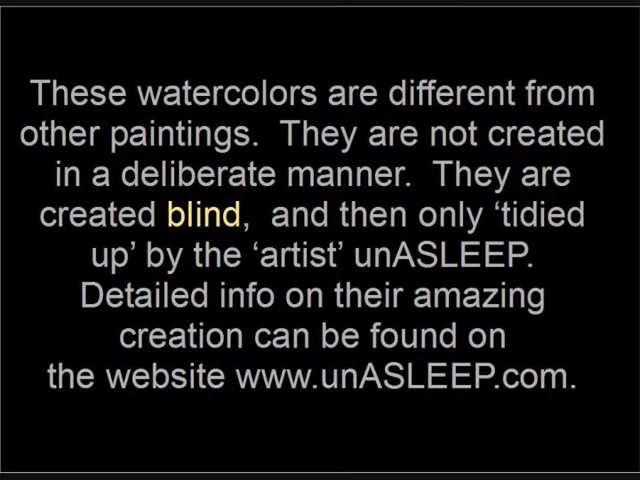 These watercolors are different from
other paintings.  They are not created
in a deliberate manner.  They are
created blind,  and then only ‘tidied
up’ by the ‘artist’ unASLEEP.
Detailed info on their amazing
creation can be found on
the website www.unASLEEP.com.